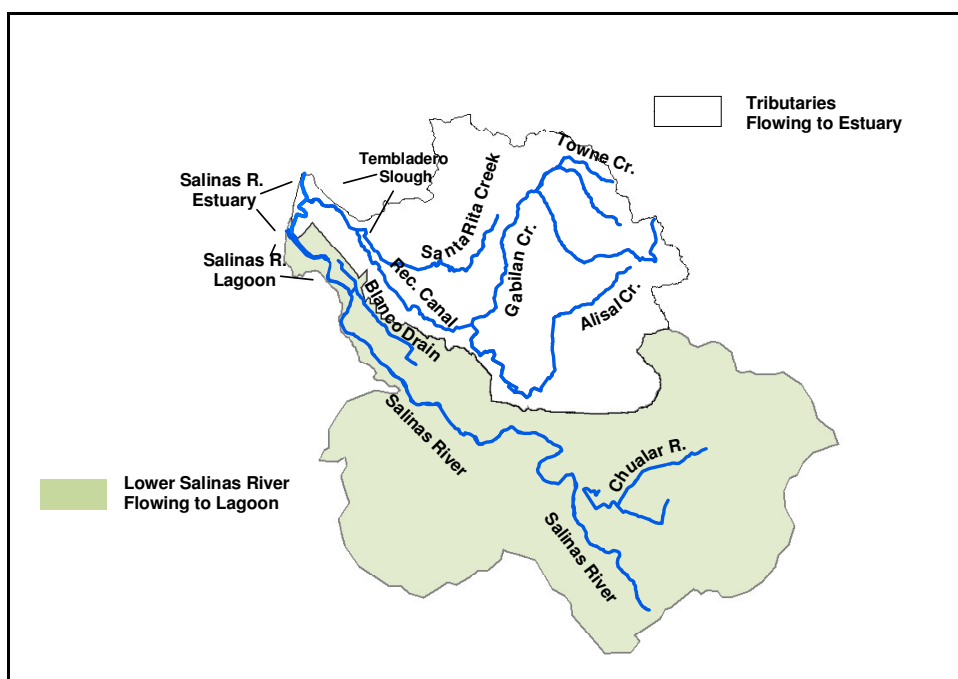 Tributaries
Flowing to Estuary
Towne Cr.
Tembladero
Slough
Salinas R.
Estuary
Santa Rita Creek
Gabilan Cr.
Salinas R.
Lagoon
Rec. Canal
Blanco Drain
Alisal Cr.
Salinas River
Chualar R.
Lower Salinas River
Flowing to Lagoon
Salinas River